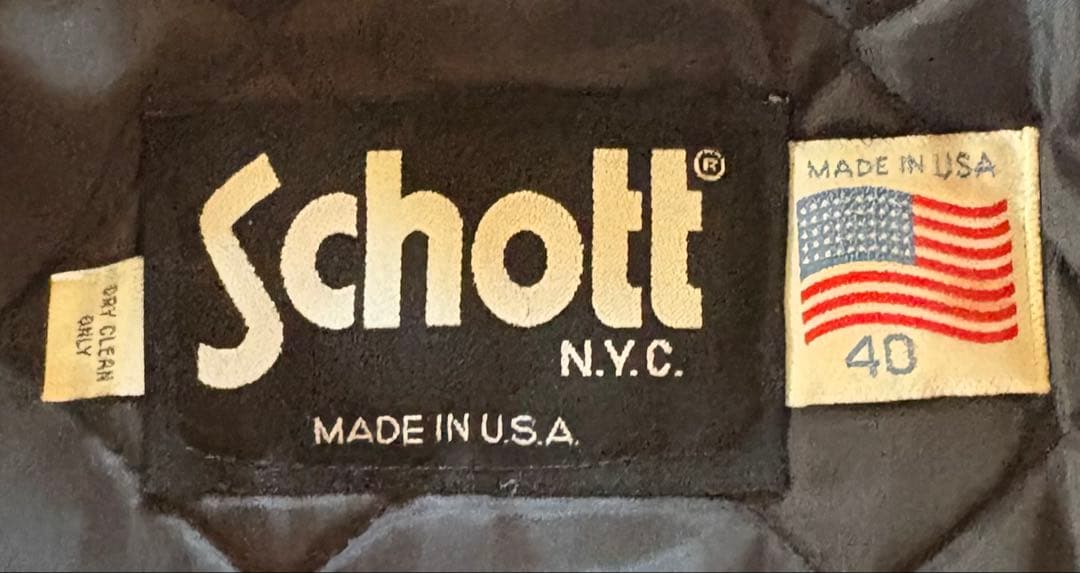 Schott®
N.Y.C.
MADE IN U.S.A.
MADE IN USA
40
DRY CLEAN
ONLY